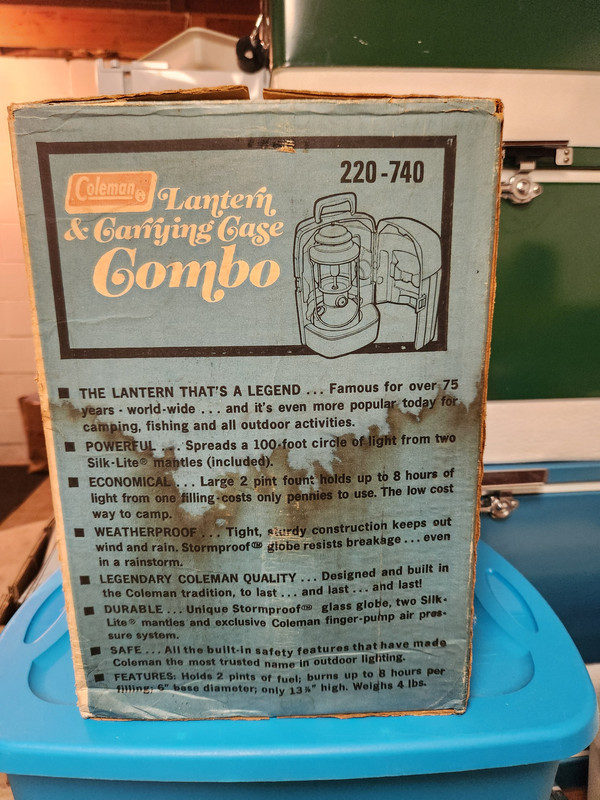 Coleman®
220-740
Lantern
& Carrying Case
Combo
■ THE LANTERN THAT'S A LEGEND ... Famous for over 75
years - world-wide ... and it's even more popular today for
camping, fishing and all outdoor activities.
■ POWERFUL ... Spreads a 100-foot circle of light from two
Silk-Lite® mantles (included).
■ ECONOMICAL ... Large 2 pint fount holds up to 8 hours of
light from one filling-costs only pennies to use. The low cost
way to camp.
■ WEATHERPROOF ... Tight, sturdy construction keeps out
wind and rain. Stormproof™ globe resists breakage ... even
in a rainstorm.
■ LEGENDARY COLEMAN QUALITY ... Designed and built in
the Coleman tradition, to last ... and last ... and last!
■ DURABLE ... Unique Stormproof™ glass globe, two Silk-
Lite® mantles and exclusive Coleman finger-pump air pres-
sure system.
■ SAFE ... All the built-in safety features that have made
Coleman the most trusted name in outdoor lighting.
■ FEATURES: Holds 2 pints of fuel; burns up to 8 hours per
filling; 6" base diameter; only 13¾" high. Weighs 4 lbs.